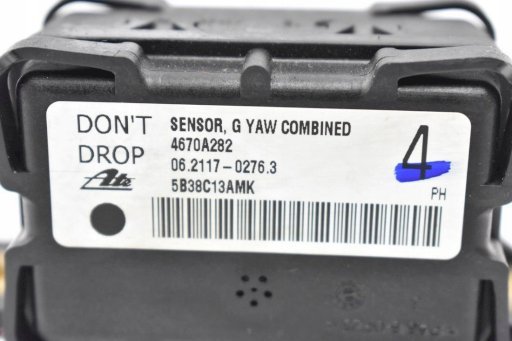 DON'T
DROP
Ate
SENSOR, G YAW COMBINED
4670A282
06.2117-0276.3
5B38C13AMK
4
PH